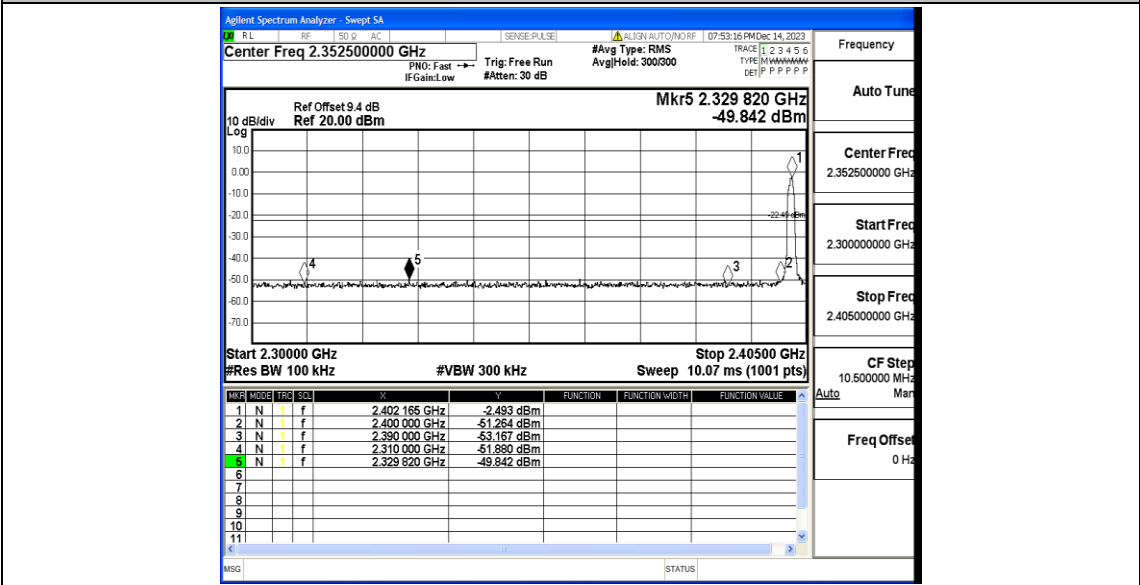 Agilent Spectrum Analyzer - Swept SA
LXI RL RF 50 Ω AC SENSE:PULSE ALIGN AUTO/NO RF 07:53:16 PM Dec 14, 2023
Center Freq 2.352500000 GHz
PNO: Fast
IFGain:Low
Trig: Free Run
#Atten: 30 dB
#Avg Type: RMS
Avg|Hold: 300/300
TRACE 1 2 3 4 5 6
TYPE M
DET P P P P P P
Mkr5 2.329 820 GHz
-49.842 dBm
Ref Offset 9.4 dB
10 dB/div Ref 20.00 dBm
Log
10.0
0.00
-10.0
-20.0
-30.0
-40.0
-50.0
-60.0
-70.0
1
2
3
4
5
Start 2.30000 GHz Stop 2.40500 GHz
#Res BW 100 kHz #VBW 300 kHz Sweep 10.07 ms (1001 pts)
MKR MODE TRC SCL X Y FUNCTION FUNCTION WIDTH FUNCTION VALUE
1 N 1 f 2.402 165 GHz -2.493 dBm
2 N 1 f 2.400 000 GHz -51.264 dBm
3 N 1 f 2.390 000 GHz -53.167 dBm
4 N 1 f 2.310 000 GHz -51.880 dBm
5 N 1 f 2.329 820 GHz -49.842 dBm
6
7
8
9
10
11
MSG STATUS
Frequency
Auto Tune
Center Freq
2.352500000 GHz
Start Freq
2.300000000 GHz
Stop Freq
2.405000000 GHz
CF Step
10.500000 MHz
Auto Man
Freq Offset
0 Hz